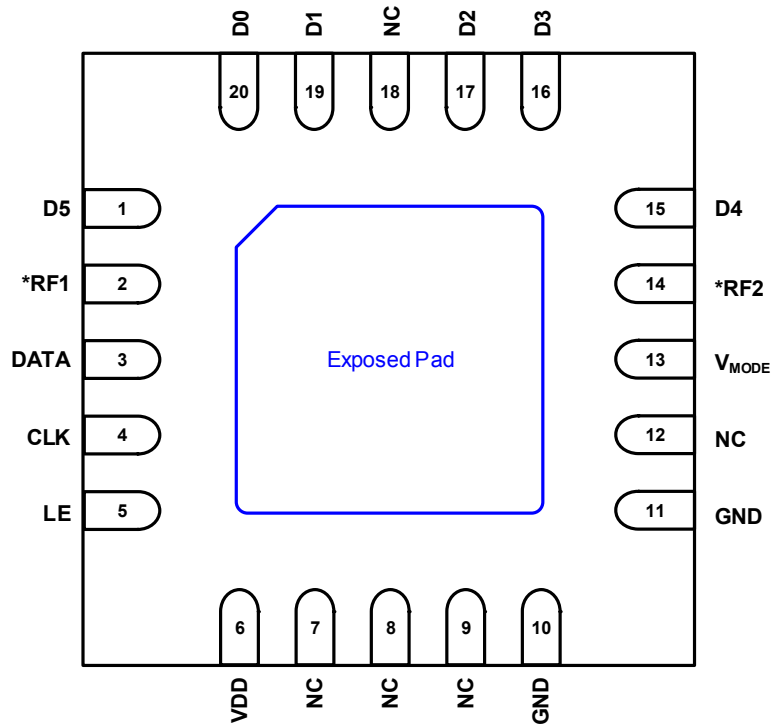 D0 D1 NC D2 D3
20 19 18 17 16
D5 1 15 D4
*RF1 2 14 *RF2
DATA 3 Exposed Pad 13 VMODE
CLK 4 12 NC
LE 5 11 GND
6 7 8 9 10
VDD NC NC NC GND